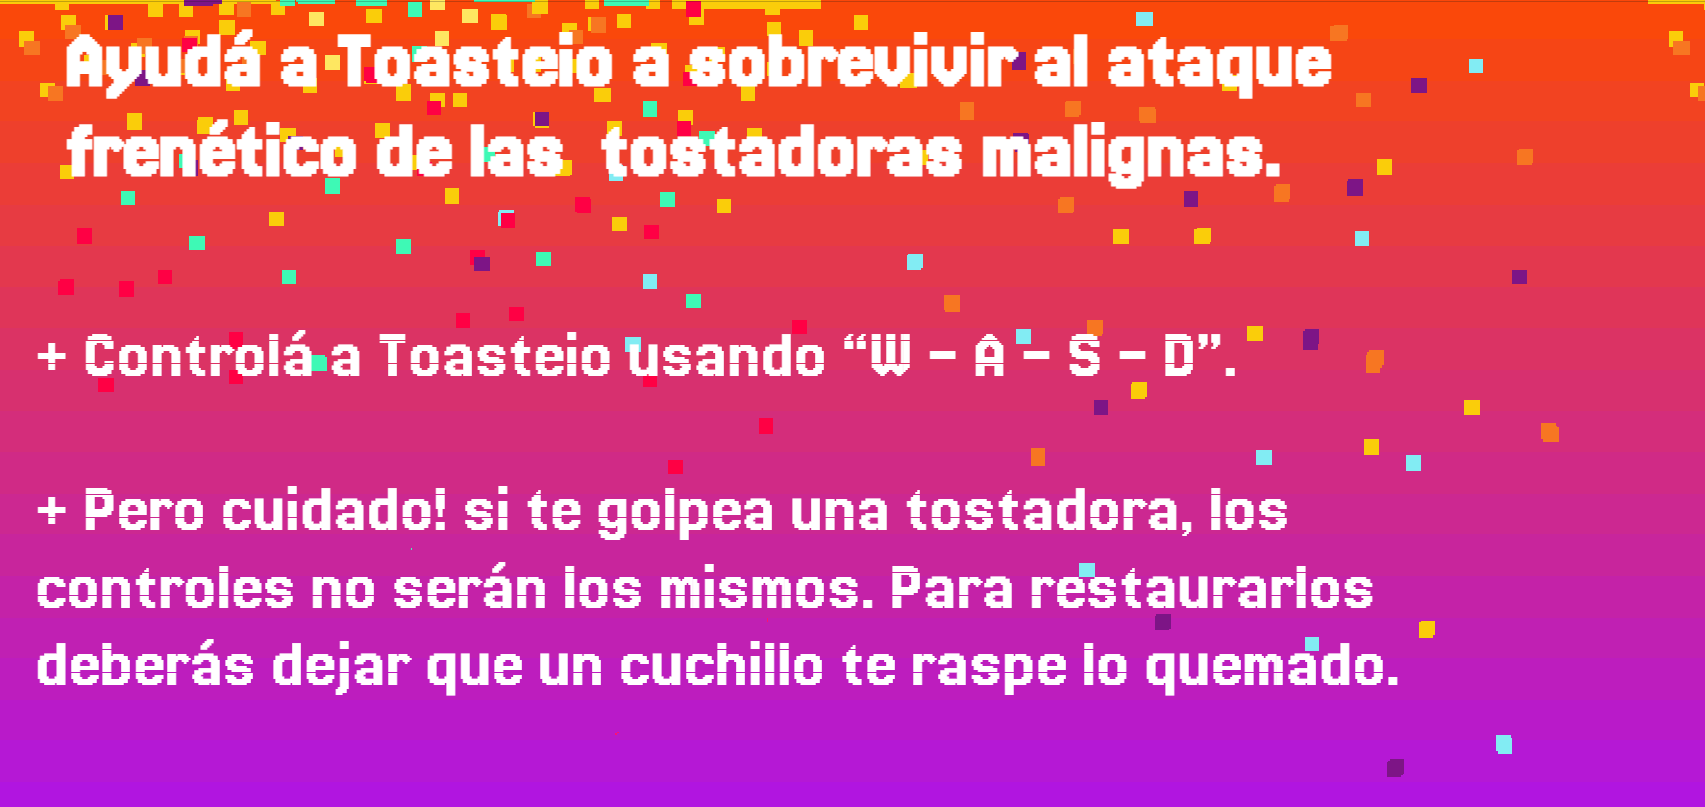 Ayudá a Toasteio a sobrevivir al ataque
frenético de las tostadoras malignas.
+ Controlá a Toasteio usando “W - A - S - D”.
+ Pero cuidado! si te golpea una tostadora, los
controles no serán los mismos. Para restaurarlos
deberás dejar que un cuchillo te raspe lo quemado.